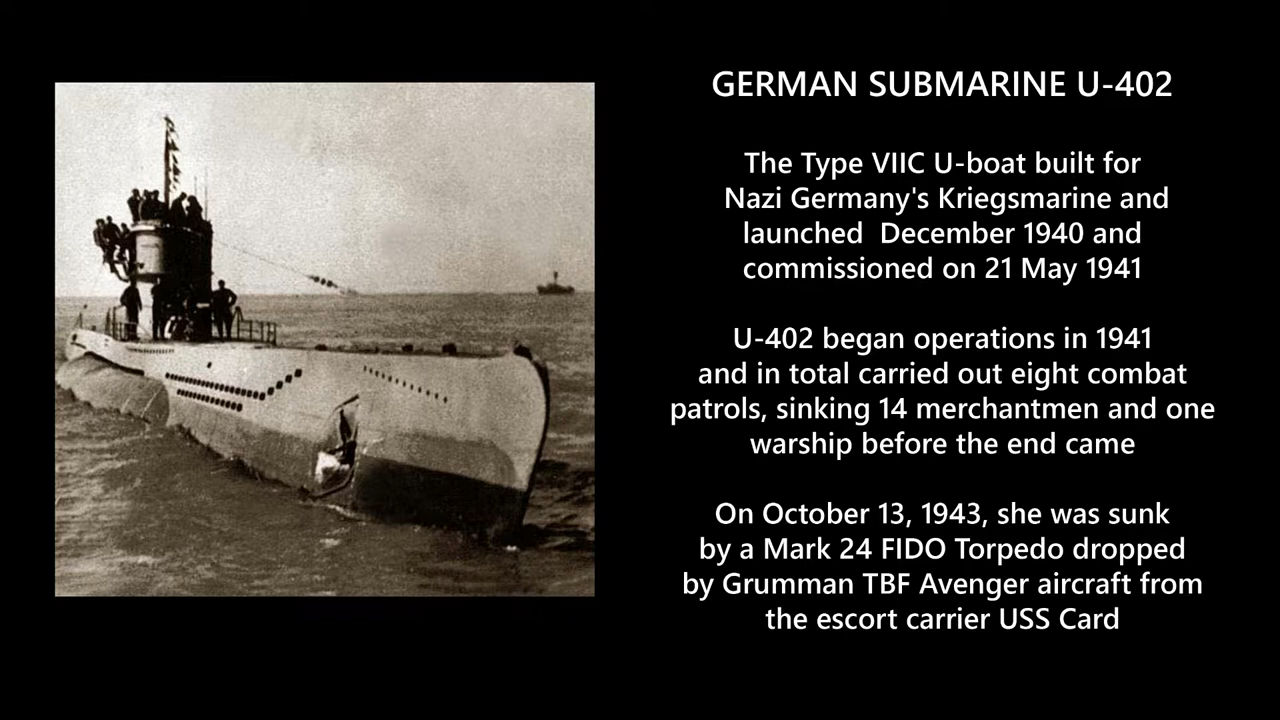 GERMAN SUBMARINE U-402
The Type VIIC U-boat built for
Nazi Germany's Kriegsmarine and
launched  December 1940 and
commissioned on 21 May 1941
U-402 began operations in 1941
and in total carried out eight combat
patrols, sinking 14 merchantmen and one
warship before the end came
On October 13, 1943, she was sunk
by a Mark 24 FIDO Torpedo dropped
by Grumman TBF Avenger aircraft from
the escort carrier USS Card